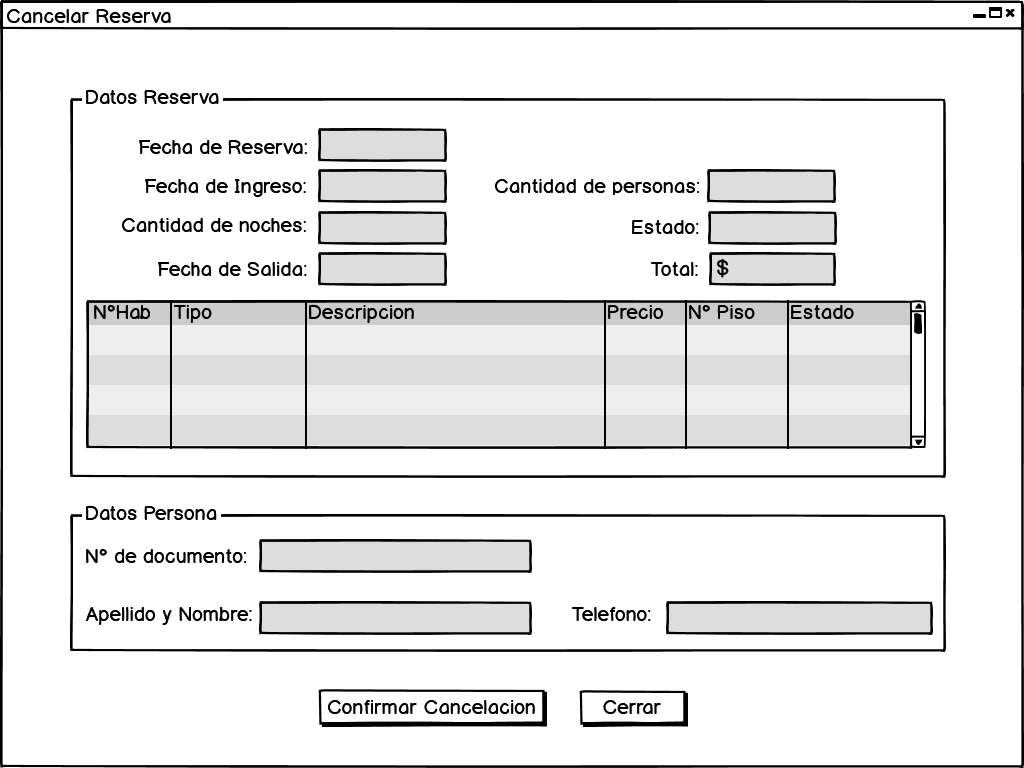 Cancelar Reserva
Datos Reserva
Fecha de Reserva:
Fecha de Ingreso: Cantidad de personas:
Cantidad de noches: Estado:
Fecha de Salida: Total: $
N°Hab Tipo Descripcion Precio N° Piso Estado
Datos Persona
N° de documento:
Apellido y Nombre: Telefono:
Confirmar Cancelacion Cerrar